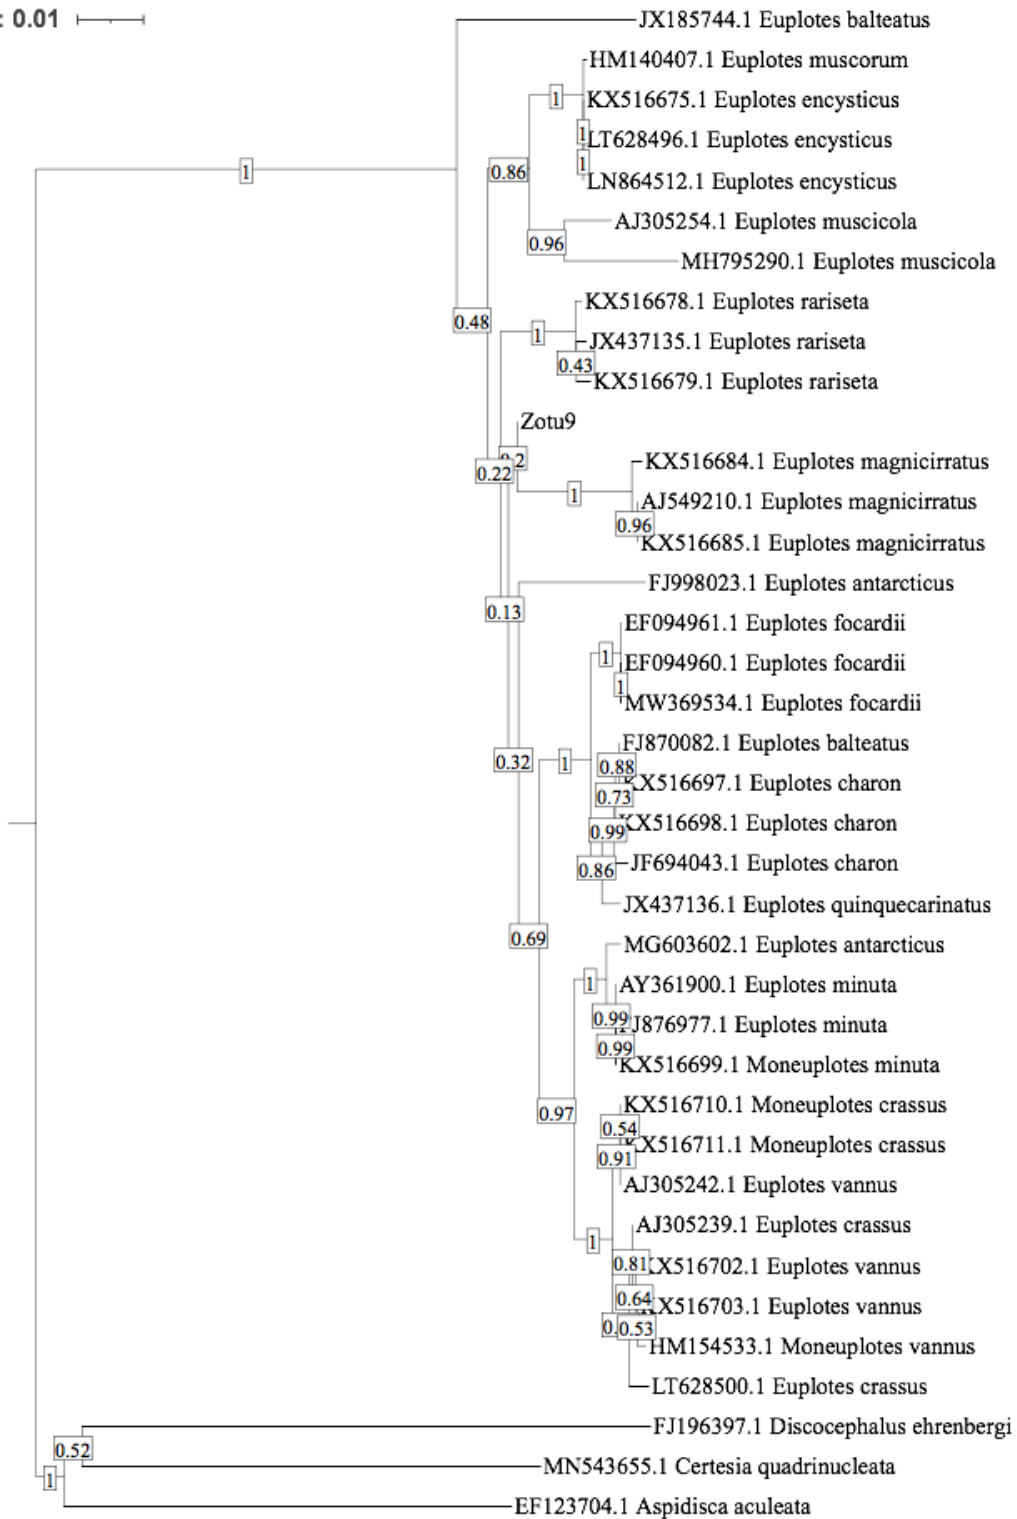 : 0.01
JX185744.1 Euplotes balteatus
HM140407.1 Euplotes muscorum
1
KX516675.1 Euplotes encysticus
1
LT628496.1 Euplotes encysticus
1
1
0.86
LN864512.1 Euplotes encysticus
AJ305254.1 Euplotes muscicola
0.96
MH795290.1 Euplotes muscicola
KX516678.1 Euplotes rariseta
0.48
1
JX437135.1 Euplotes rariseta
0.43
KX516679.1 Euplotes rariseta
Zotu9
KX516684.1 Euplotes magnicirratus
0.22
1
AJ549210.1 Euplotes magnicirratus
0.96
KX516685.1 Euplotes magnicirratus
FJ998023.1 Euplotes antarcticus
0.13
EF094961.1 Euplotes focardii
1
EF094960.1 Euplotes focardii
1
MW369534.1 Euplotes focardii
FJ870082.1 Euplotes balteatus
0.32
1
0.88
KX516697.1 Euplotes charon
0.73
KX516698.1 Euplotes charon
0.99
JF694043.1 Euplotes charon
0.86
JX437136.1 Euplotes quinquecarinatus
0.69
MG603602.1 Euplotes antarcticus
1
AY361900.1 Euplotes minuta
0.99
FJ876977.1 Euplotes minuta
0.99
KX516699.1 Moneuplotes minuta
KX516710.1 Moneuplotes crassus
0.97
0.54
KX516711.1 Moneuplotes crassus
0.91
AJ305242.1 Euplotes vannus
AJ305239.1 Euplotes crassus
1
0.81
KX516702.1 Euplotes vannus
0.64
KX516703.1 Euplotes vannus
0.53
HM154533.1 Moneuplotes vannus
LT628500.1 Euplotes crassus
FJ196397.1 Discocephalus ehrenbergi
0.52
MN543655.1 Certesia quadrinucleata
1
EF123704.1 Aspidisca aculeata